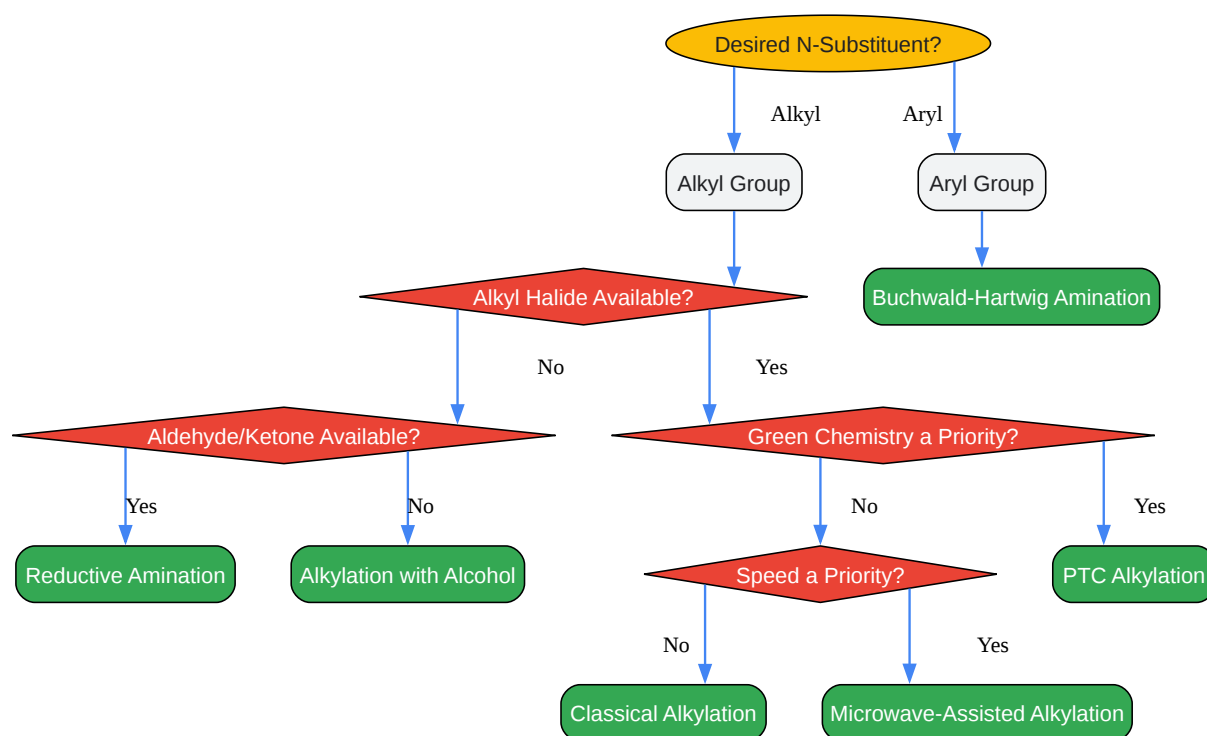 Desired N-Substituent?
Alkyl
Aryl
Alkyl Group
Aryl Group
Alkyl Halide Available?
Buchwald-Hartwig Amination
No
Yes
Aldehyde/Ketone Available?
Green Chemistry a Priority?
Yes
No
No
Yes
Reductive Amination
Alkylation with Alcohol
Speed a Priority?
PTC Alkylation
No
Yes
Classical Alkylation
Microwave-Assisted Alkylation